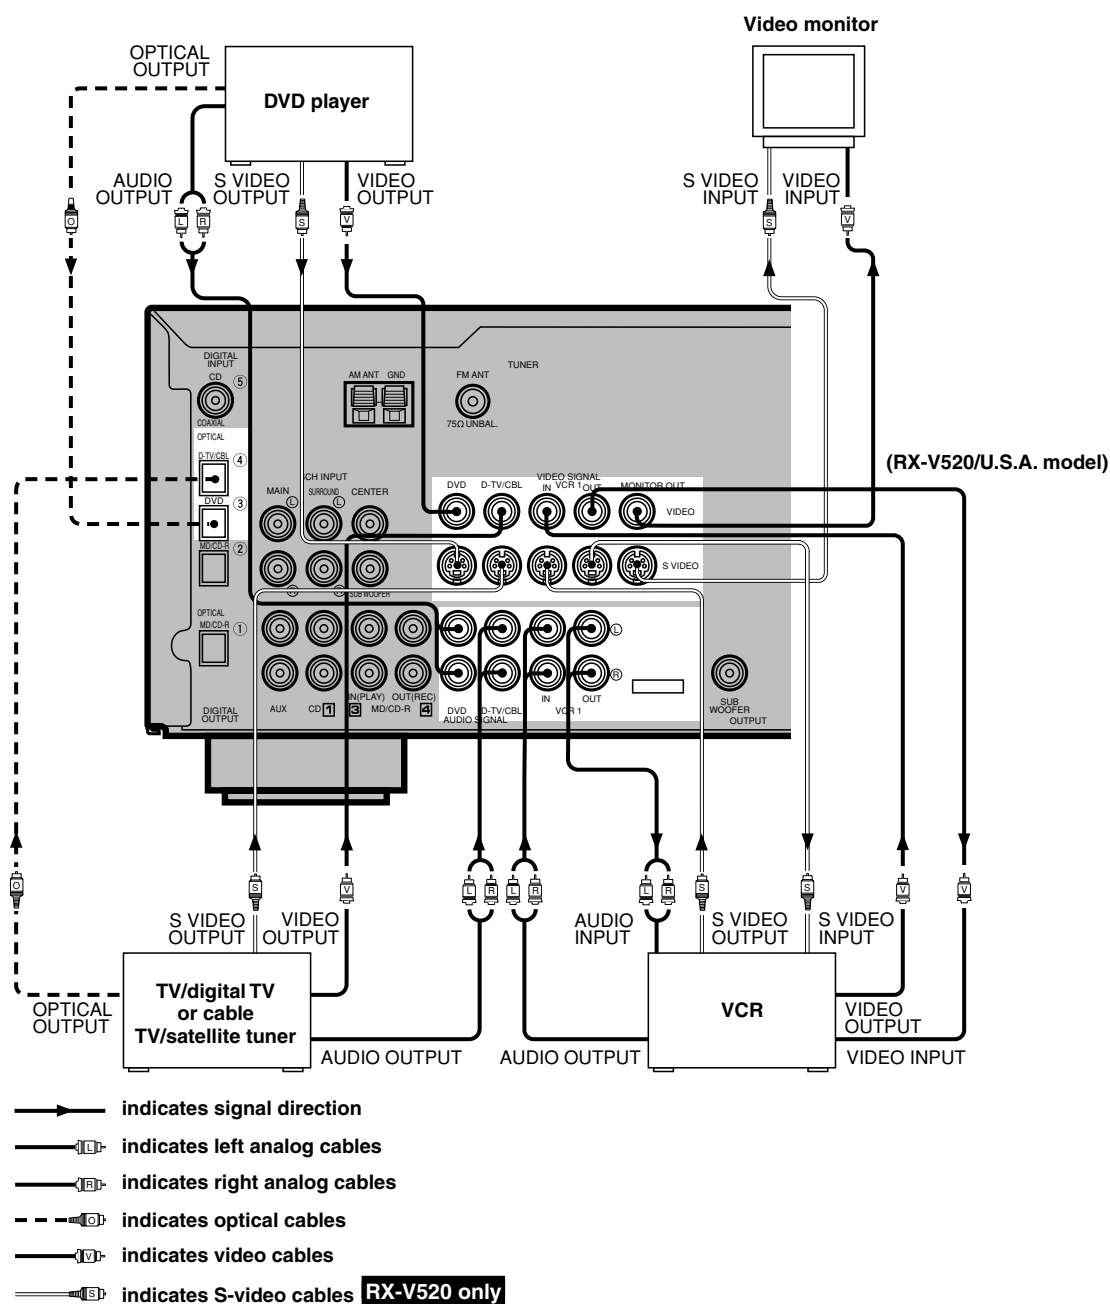 Video monitor
OPTICAL
OUTPUT
DVD player
AUDIO
OUTPUT
S VIDEO
OUTPUT
VIDEO
OUTPUT
S VIDEO
INPUT
VIDEO
INPUT
O
L
R
S
V
S
V
DIGITAL
INPUT
CD
5
COAXIAL
OPTICAL
D-TV/CBL
4
DVD
3
MD/CD-R
2
OPTICAL
MD/CD-R
1
DIGITAL
OUTPUT
AM ANT
GND
FM ANT
75Ω UNBAL.
TUNER
CH INPUT
MAIN
L
SURROUND
L
CENTER
R
R
SUB WOOFER
VIDEO SIGNAL
DVD
D-TV/CBL
IN
VCR 1
OUT
MONITOR OUT
VIDEO
S VIDEO
(RX-V520/U.S.A. model)
L
R
AUX
CD
1
IN(PLAY)
3
MD/CD-R
OUT(REC)
4
DVD
D-TV/CBL
AUDIO SIGNAL
IN
VCR 1
OUT
SUB
WOOFER
OUTPUT
O
S
V
L
R
L
R
L
R
S
S
V
V
S VIDEO
OUTPUT
VIDEO
OUTPUT
AUDIO
INPUT
S VIDEO
OUTPUT
S VIDEO
INPUT
OPTICAL
OUTPUT
TV/digital TV
or cable
TV/satellite tuner
AUDIO OUTPUT
AUDIO OUTPUT
VCR
VIDEO
OUTPUT
VIDEO INPUT
indicates signal direction
L
indicates left analog cables
R
indicates right analog cables
O
indicates optical cables
V
indicates video cables
S
indicates S-video cables RX-V520 only